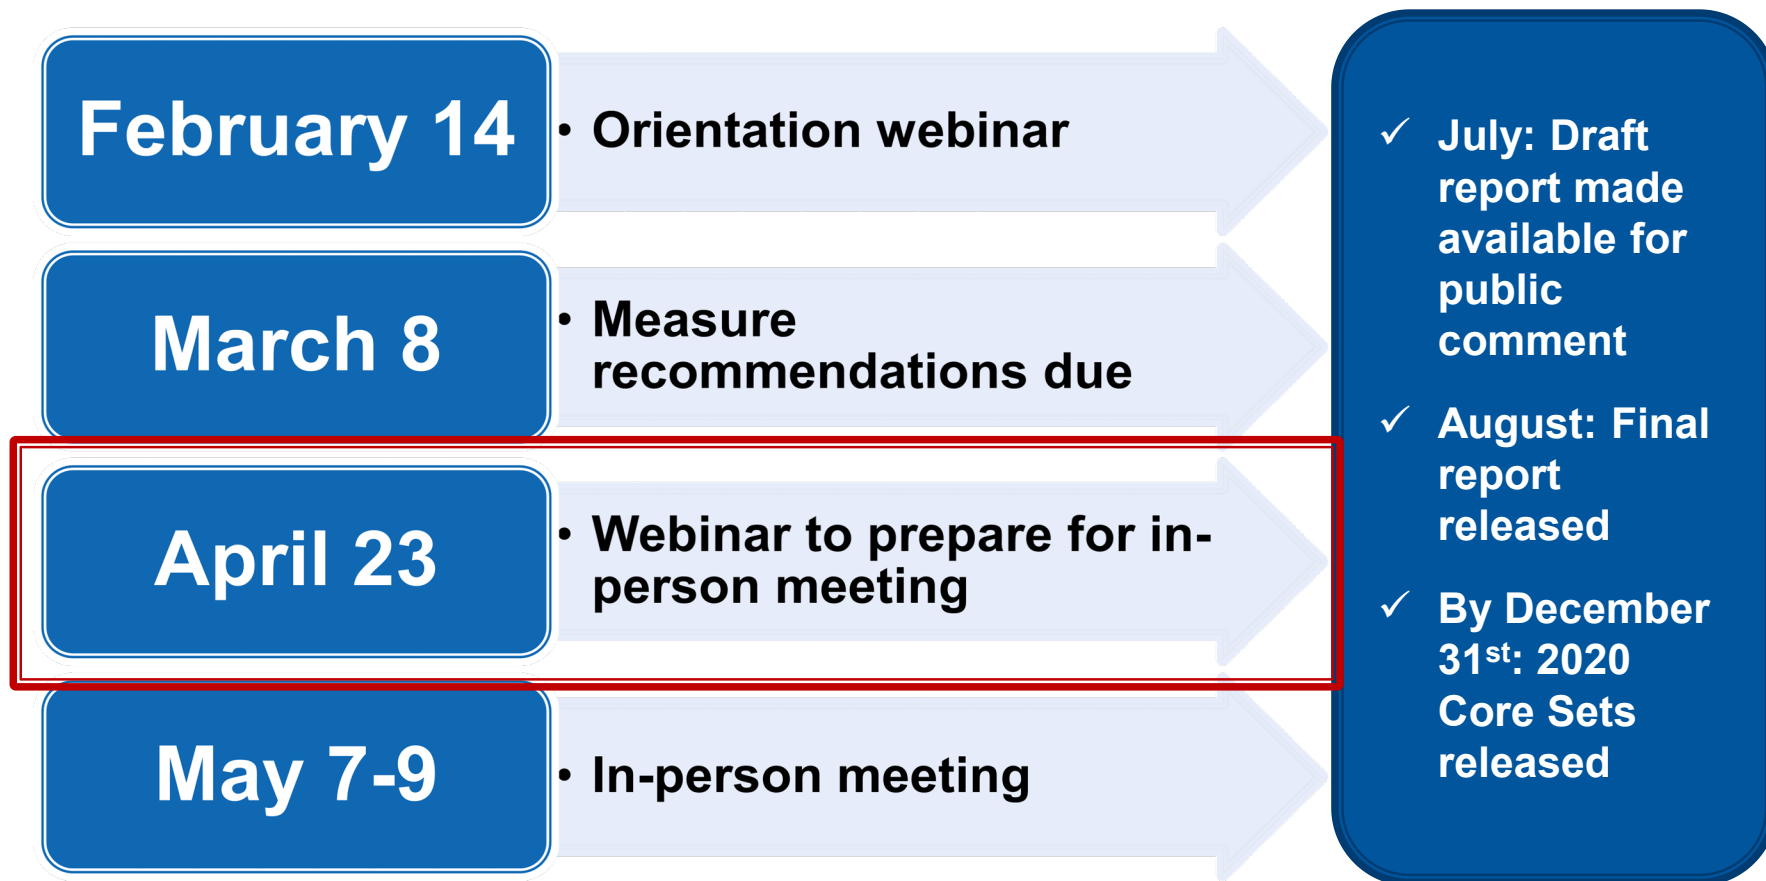 February 14
• Orientation webinar
March 8
• Measure
recommendations due
April 23
• Webinar to prepare for in-
person meeting
May 7-9
• In-person meeting
✓ July: Draft
report made
available for
public
comment
✓ August: Final
report
released
✓ By December
31st: 2020
Core Sets
released